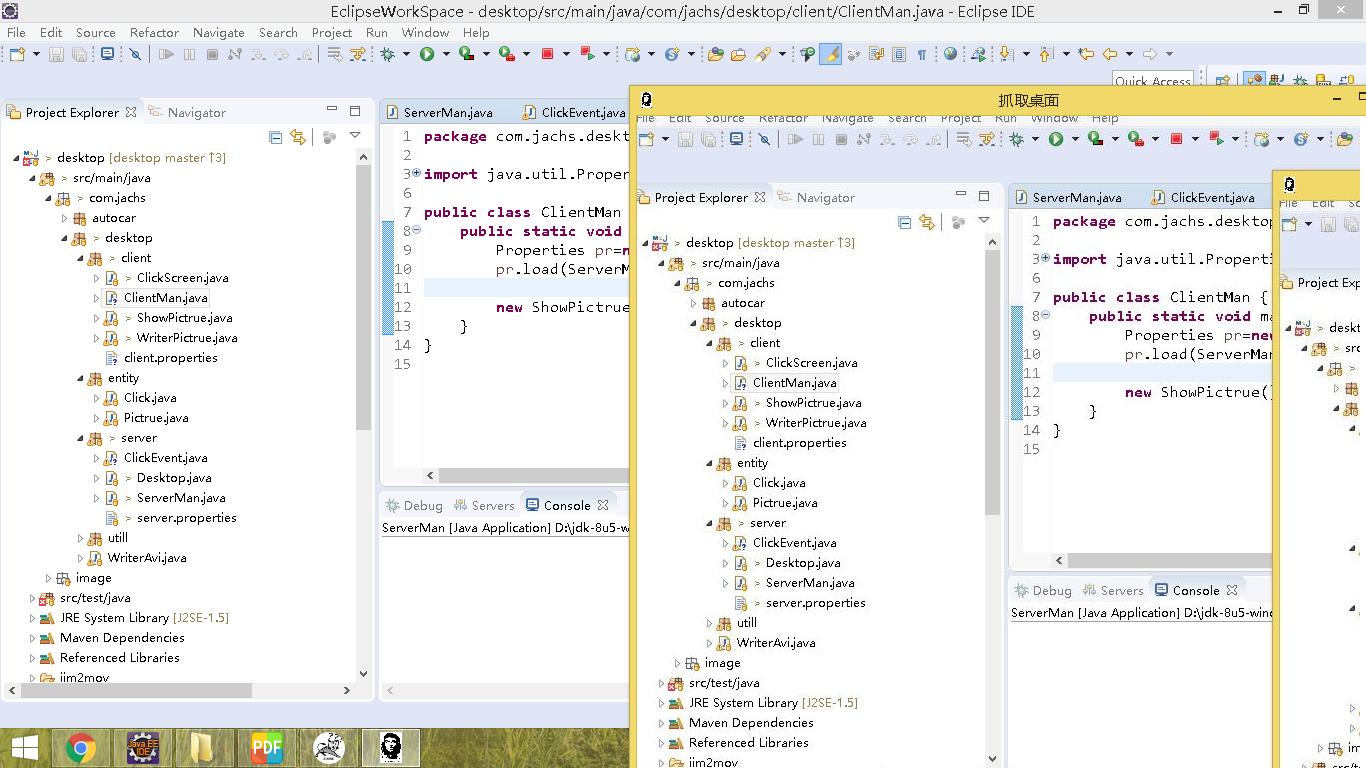 EclipseWorkSpace - desktop/src/main/java/com/jachs/desktop/client/ClientMan.java - Eclipse IDE
File Edit Source Refactor Navigate Search Project Run Window Help
Quick Access
Project Explorer Navigator
> desktop [desktop master ↑3]
> src/main/java
> com.jachs
autocar
> desktop
> client
> ClickScreen.java
ClientMan.java
> ShowPictrue.java
> WriterPictrue.java
client.properties
entity
Click.java
Pictrue.java
> server
ClickEvent.java
> Desktop.java
> ServerMan.java
> server.properties
utill
WriterAvi.java
image
src/test/java
JRE System Library [J2SE-1.5]
Maven Dependencies
Referenced Libraries
jim2mov
ServerMan.java ClickEvent.java
1 package com.jachs.deskt
2
3 import java.util.Proper
6
7 public class ClientMan
8 public static void
9 Properties pr=n
10 pr.load(ServerM
11
12 new ShowPictrue
13 }
14 }
15
Debug Servers Console
ServerMan [Java Application] D:\jdk-8u5-w
抓取桌面
File Edit Source Refactor Navigate Search Project Run Window Help
Project Explorer Navigator
> desktop [desktop master ↑3]
> src/main/java
> com.jachs
autocar
> desktop
> client
> ClickScreen.java
ClientMan.java
> ShowPictrue.java
> WriterPictrue.java
client.properties
entity
Click.java
Pictrue.java
> server
ClickEvent.java
> Desktop.java
> ServerMan.java
> server.properties
utill
WriterAvi.java
image
src/test/java
JRE System Library [J2SE-1.5]
Maven Dependencies
Referenced Libraries
jim2mov
ServerMan.java ClickEvent.java
1 package com.jachs.desktop
2
3 import java.util.Properti
6
7 public class ClientMan {
8 public static void ma
9 Properties pr=new
10 pr.load(ServerMan
11
12 new ShowPictrue()
13 }
14 }
15
Debug Servers Console
ServerMan [Java Application] D:\jdk-8u5-wind
File Edit So
Project Exp
> deskt
> src
>
im
src/te
Java EE
IDE
PDF